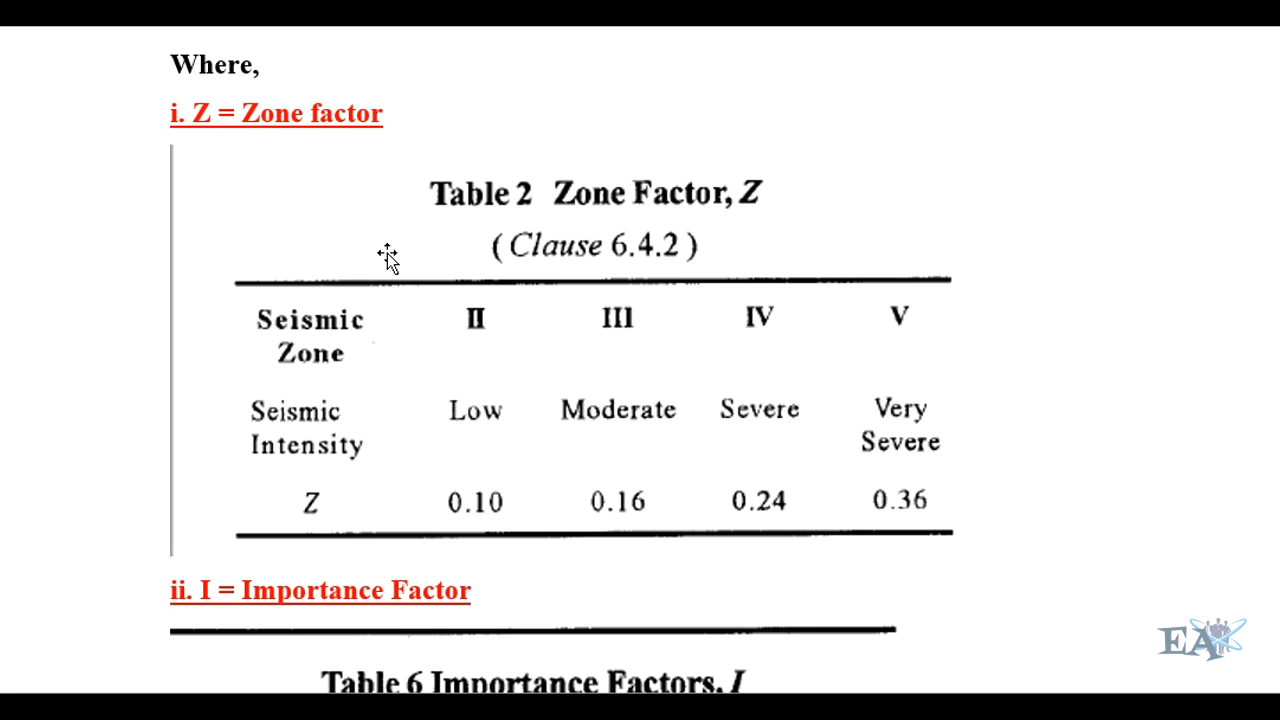 Where,
i. Z = Zone factor
Table 2 Zone Factor, Z
( Clause 6.4.2 )
Seismic Zone II III IV V
Seismic Intensity Low Moderate Severe Very Severe
Z 0.10 0.16 0.24 0.36
ii. I = Importance Factor
Table 6 Importance Factors, I
EA